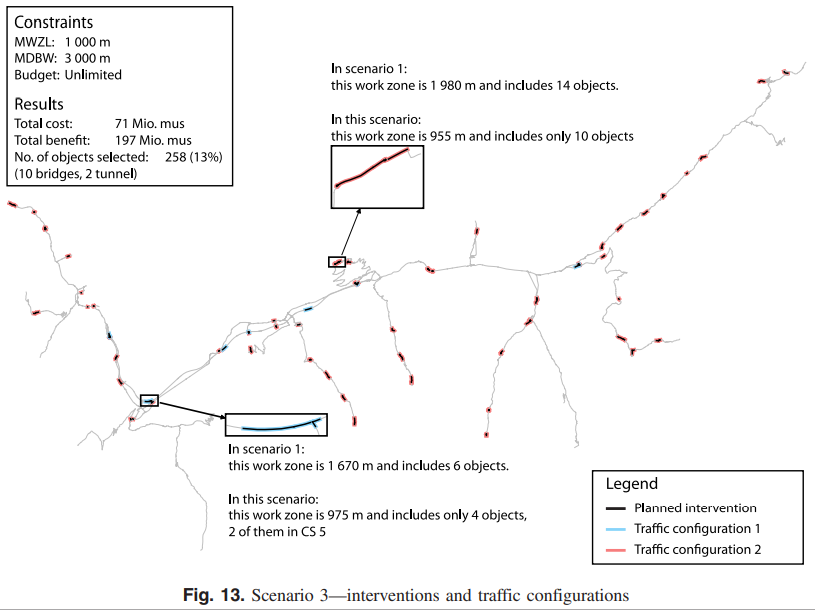 Constraints
MWZL: 1 000 m
MDBW: 3 000 m
Budget: Unlimited
Results
Total cost: 71 Mio. mus
Total benefit: 197 Mio. mus
No. of objects selected: 258 (13%)
(10 bridges, 2 tunnel)
In scenario 1:
this work zone is 1 980 m and includes 14 objects.
In this scenario:
this work zone is 955 m and includes only 10 objects
In scenario 1:
this work zone is 1 670 m and includes 6 objects.
In this scenario:
this work zone is 975 m and includes only 4 objects,
2 of them in CS 5
Legend
Planned intervention
Traffic configuration 1
Traffic configuration 2
Fig. 13. Scenario 3—interventions and traffic configurations